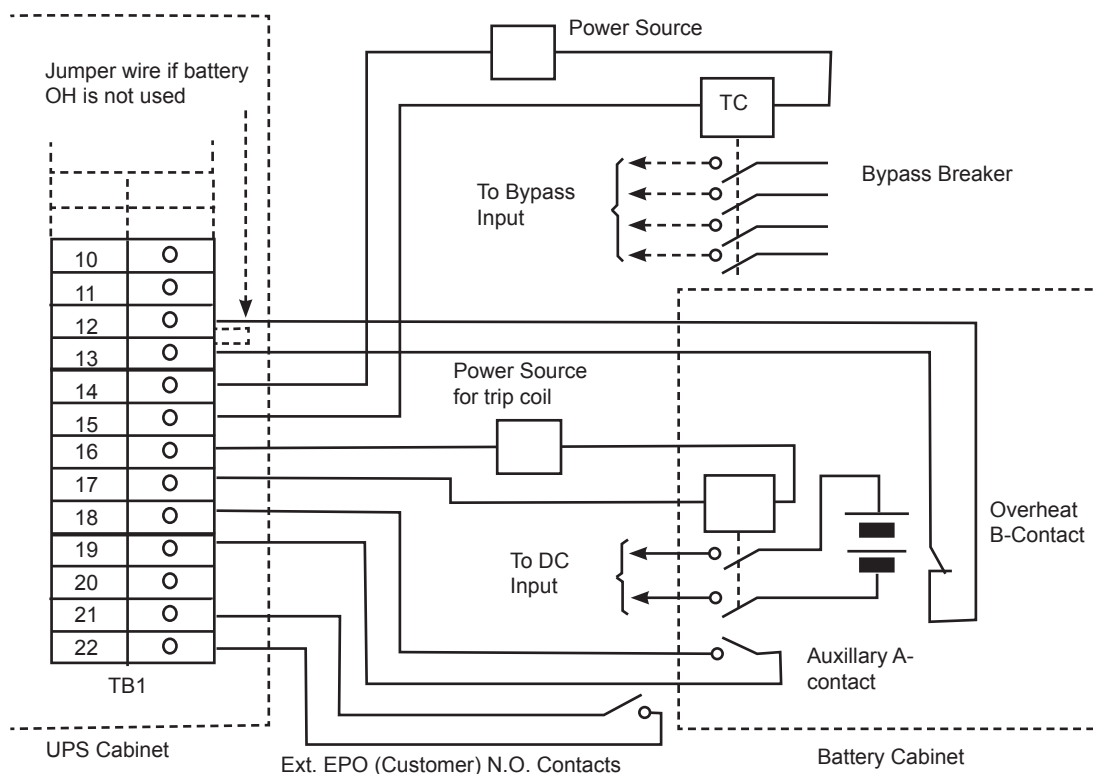 Power Source
Jumper wire if battery
OH is not used
TC
To Bypass
Input
Bypass Breaker
10
11
12
13
14
15
16
17
18
19
20
21
22
TB1
Power Source
for trip coil
To DC
Input
Overheat
B-Contact
Auxillary A-
contact
UPS Cabinet
Ext. EPO (Customer) N.O. Contacts
Battery Cabinet